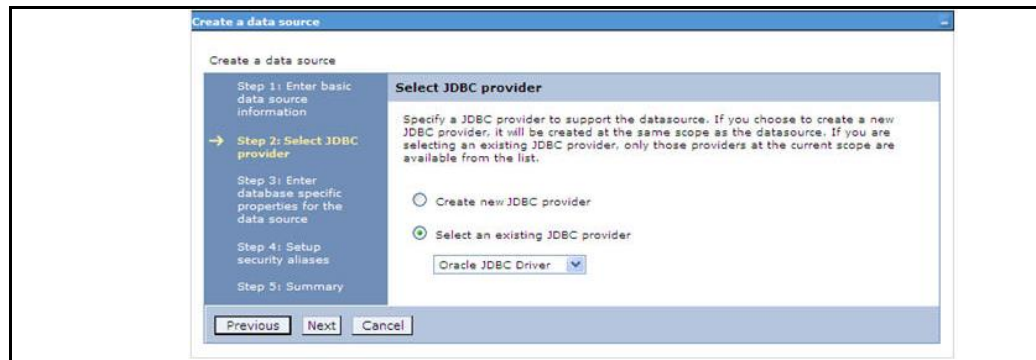 Create a data source
Create a data source
Step 1: Enter basic
data source
information
Step 2: Select JDBC
provider
Step 3: Enter
database specific
properties for the
data source
Step 4: Setup
security aliases
Step 5: Summary
Select JDBC provider
Specify a JDBC provider to support the datasource. If you choose to create a new
JDBC provider, it will be created at the same scope as the datasource. If you are
selecting an existing JDBC provider, only those providers at the current scope are
available from the list.
Create new JDBC provider
Select an existing JDBC provider
Oracle JDBC Driver
Previous Next Cancel